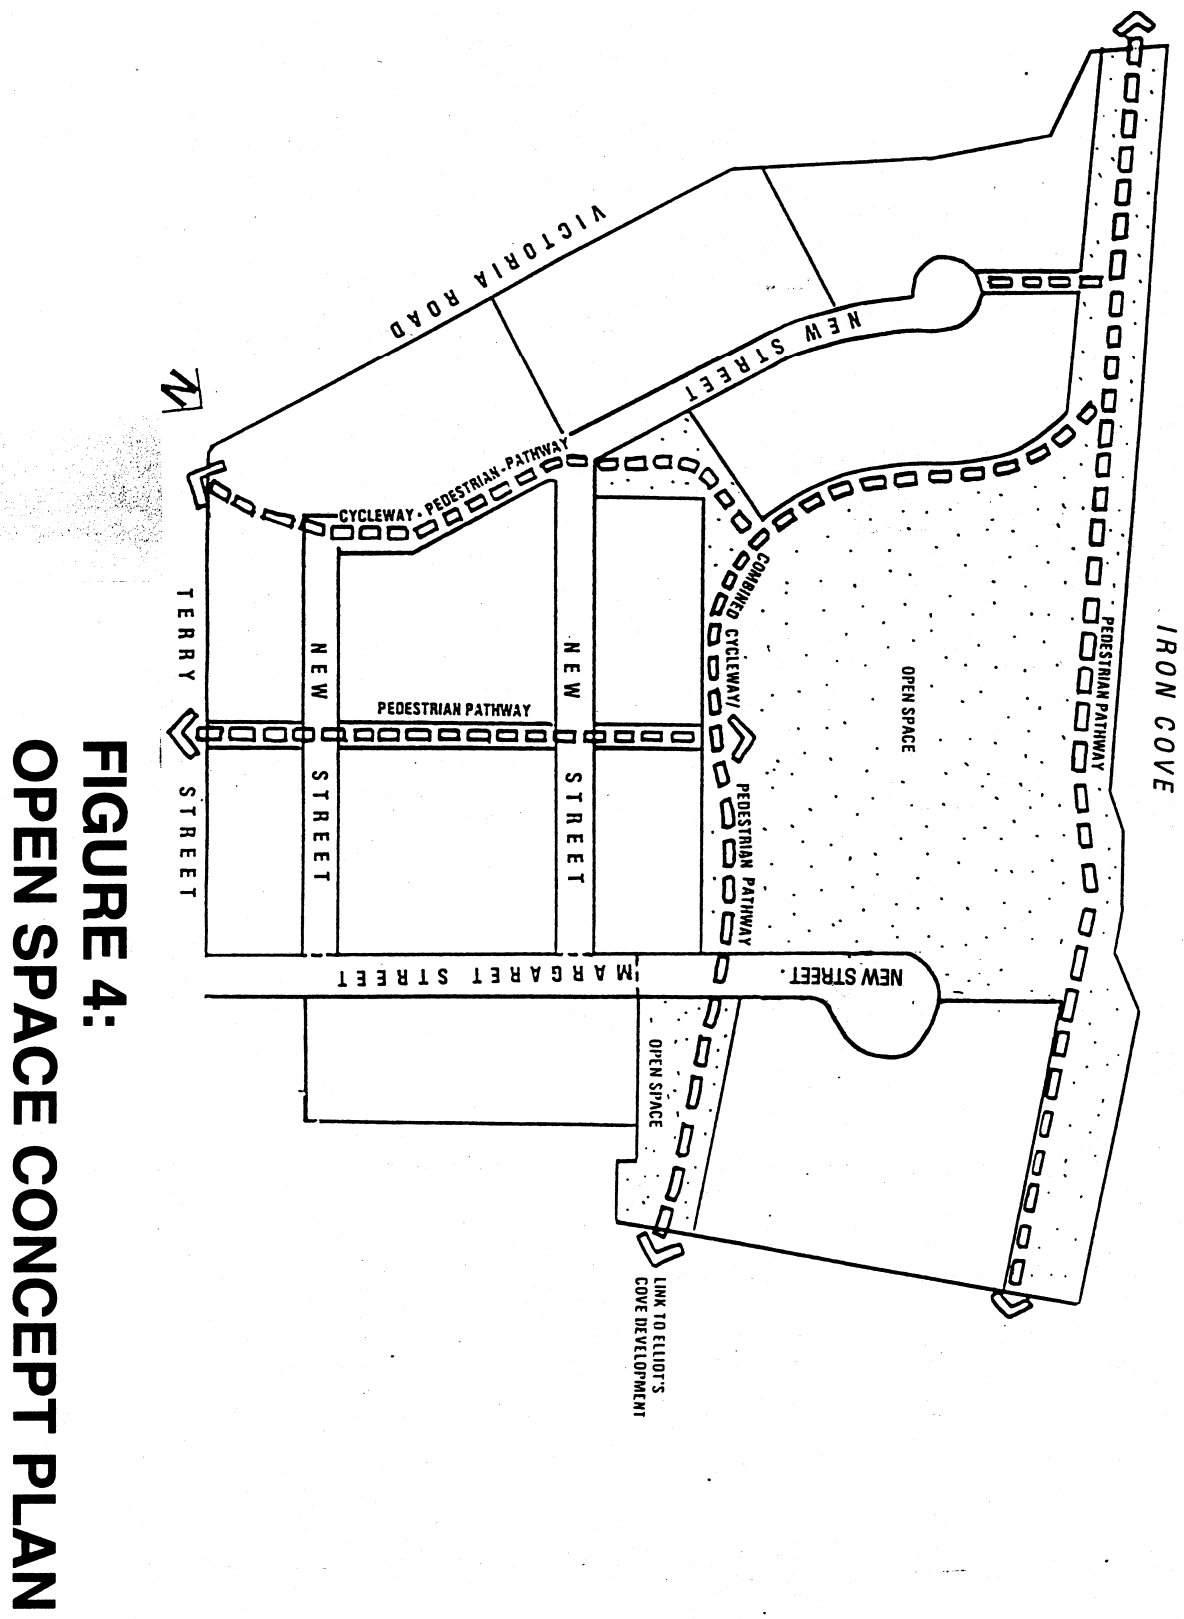 IRON COVE
PEDESTRIAN PATHWAY
OPEN SPACE
NEW STREET.
COMBINED CYCLEWAY/
PEDESTRIAN PATHWAY
NEW STREET
VICTORIA ROAD
CYCLEWAY - PEDESTRIAN - PATHWAY
NEW STREET
PEDESTRIAN PATHWAY
NEW STREET
MARGARET STREET
OPEN SPACE
LINK TO ELLIOT'S
COVE DEVELOPMENT
TERRY STREET
N
FIGURE 4:
OPEN SPACE CONCEPT PLAN